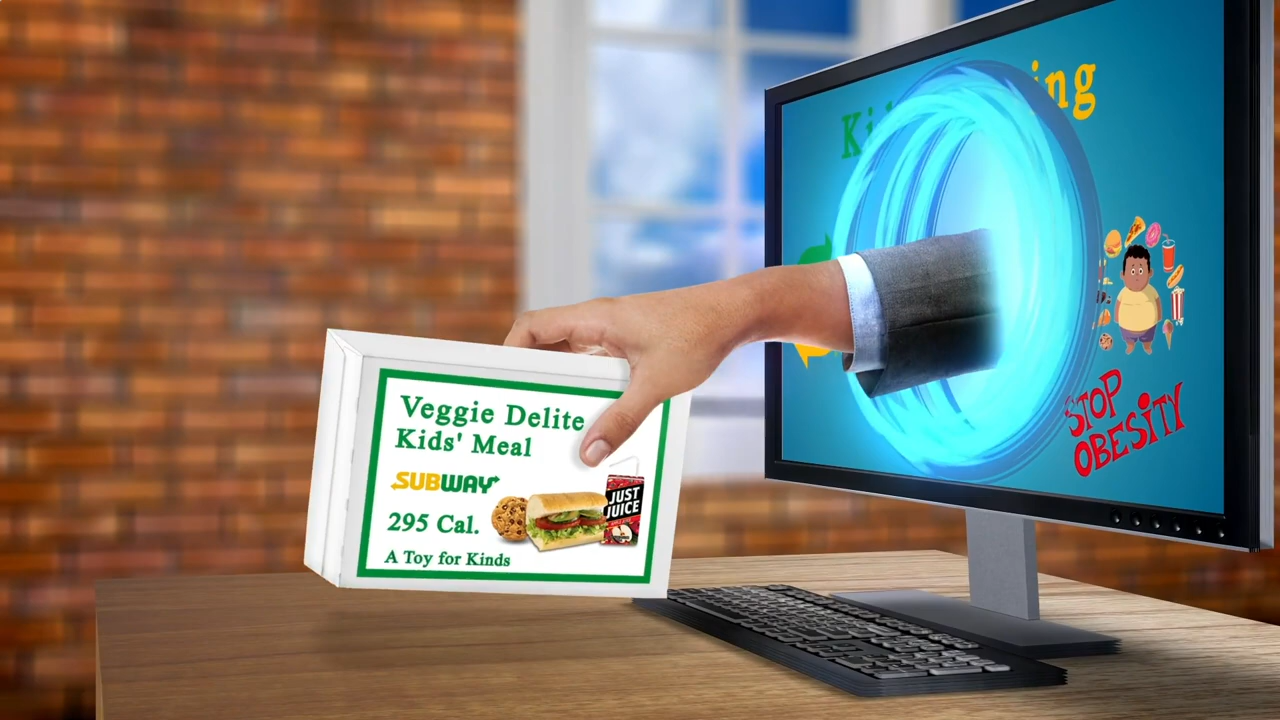 Veggie Delite
Kids' Meal
SUBWAY
295 Cal.
A Toy for Kinds
JUST
JUICE
STOP
OBESITY